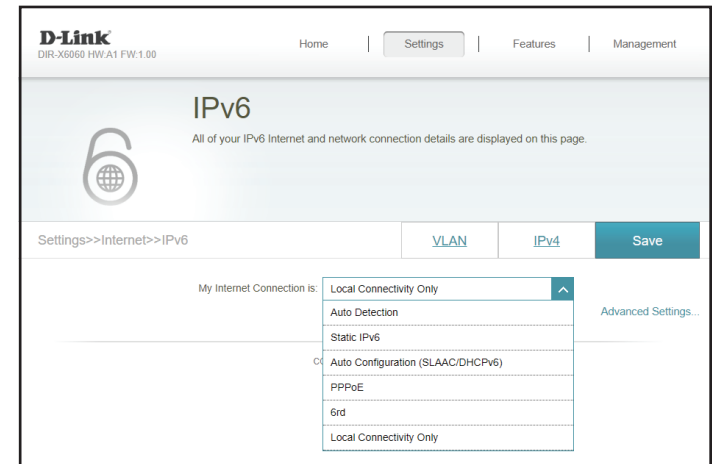 D-Link
DIR-X6060 HW:A1 FW:1.00
Home Settings Features Management
IPv6
All of your IPv6 Internet and network connection details are displayed on this page.
Settings>>Internet>>IPv6 VLAN IPv4 Save
My Internet Connection is: Local Connectivity Only
Auto Detection
Advanced Settings...
Static IPv6
Auto Configuration (SLAAC/DHCPv6)
PPPoE
6rd
Local Connectivity Only